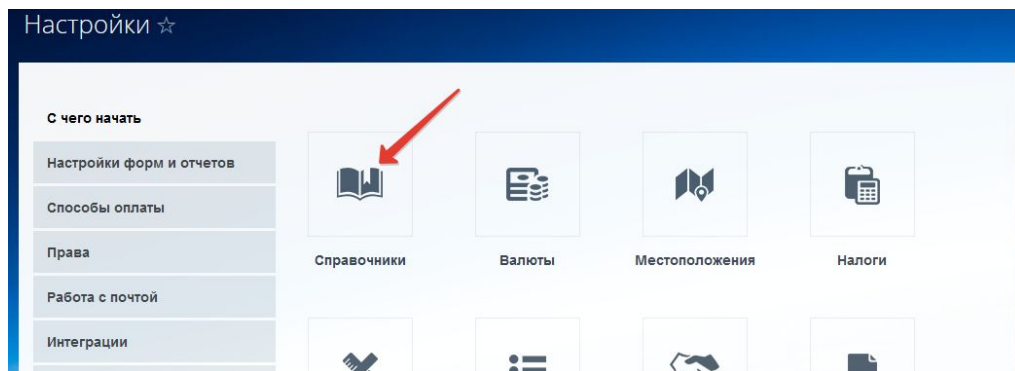 Настройки
С чего начать
Настройки форм и отчетов
Способы оплаты
Права
Работа с почтой
Интеграции
Справочники
Валюты
Местоположения
Налоги